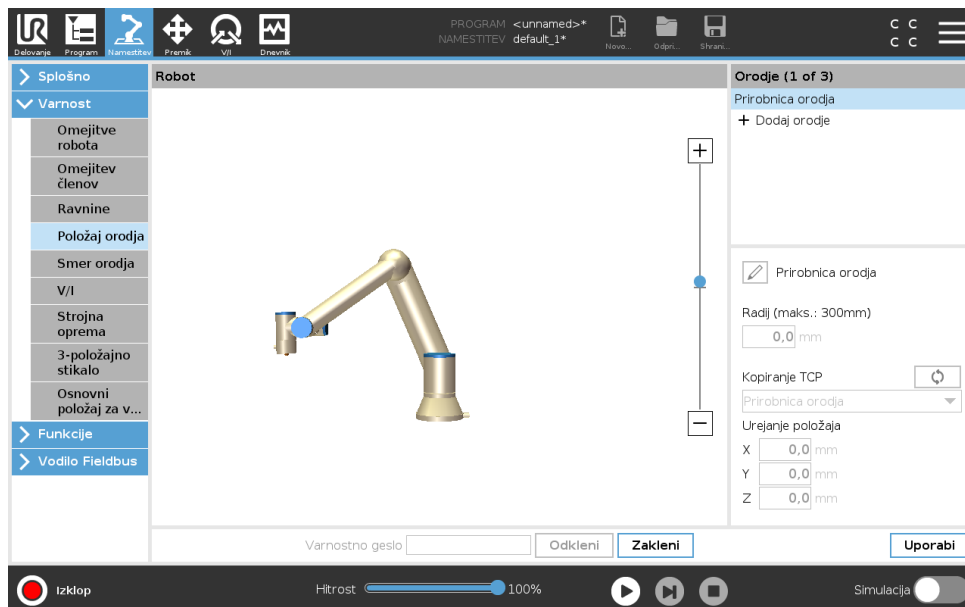 PROGRAM <unnamed>*
NAMESTITEV default_1*
Delovanje Program Namestitev Premik V/I Dnevnik Novo... Odpri... Shrani...
C C
C C
Splošno
Varnost
Omejitve
robota
Omejitev
členov
Ravnine
Položaj orodja
Smer orodja
V/I
Strojna
oprema
3-položajno
stikalo
Osnovni
položaj za v...
Funkcije
Vodilo Fieldbus
Robot
Orodje (1 of 3)
Prirobnica orodja
+ Dodaj orodje
Prirobnica orodja
Radij (maks.: 300mm)
0,0 mm
Kopiranje TCP
Prirobnica orodja
Urejanje položaja
X 0,0 mm
Y 0,0 mm
Z 0,0 mm
Varnostno geslo Odkleni Zakleni Uporabi
Izklop Hitrost 100% Simulacija